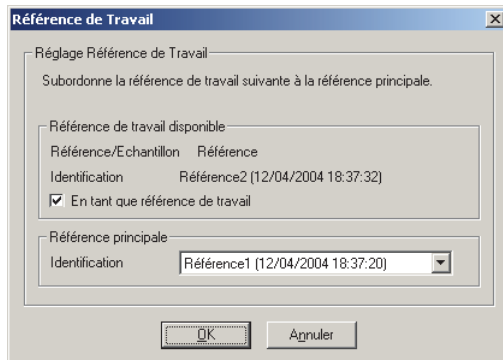 Référence de Travail
Réglage Référence de Travail
Subordonne la référence de travail suivante à la référence principale.
Référence de travail disponible
Référence/Echantillon Référence
Identification Référence2 (12/04/2004 18:37:32)
En tant que référence de travail
Référence principale
Identification Référence1 (12/04/2004 18:37:20)
OK Annuler